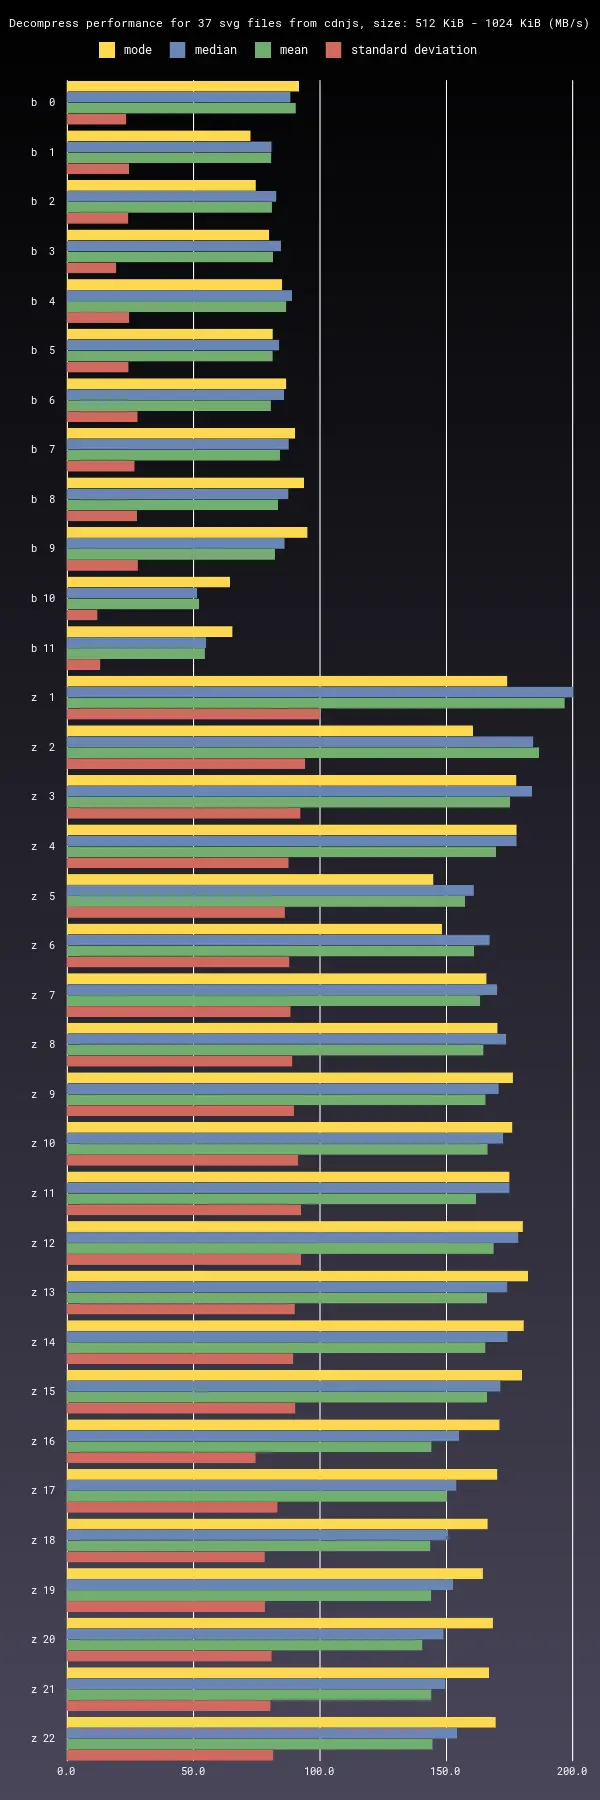 Decompress performance for 37 svg files from cdnjs, size: 512 KiB - 1024 KiB (MB/s)
mode median mean standard deviation
b 0
b 1
b 2
b 3
b 4
b 5
b 6
b 7
b 8
b 9
b 10
b 11
z 1
z 2
z 3
z 4
z 5
z 6
z 7
z 8
z 9
z 10
z 11
z 12
z 13
z 14
z 15
z 16
z 17
z 18
z 19
z 20
z 21
z 22
0.0 50.0 100.0 150.0 200.0